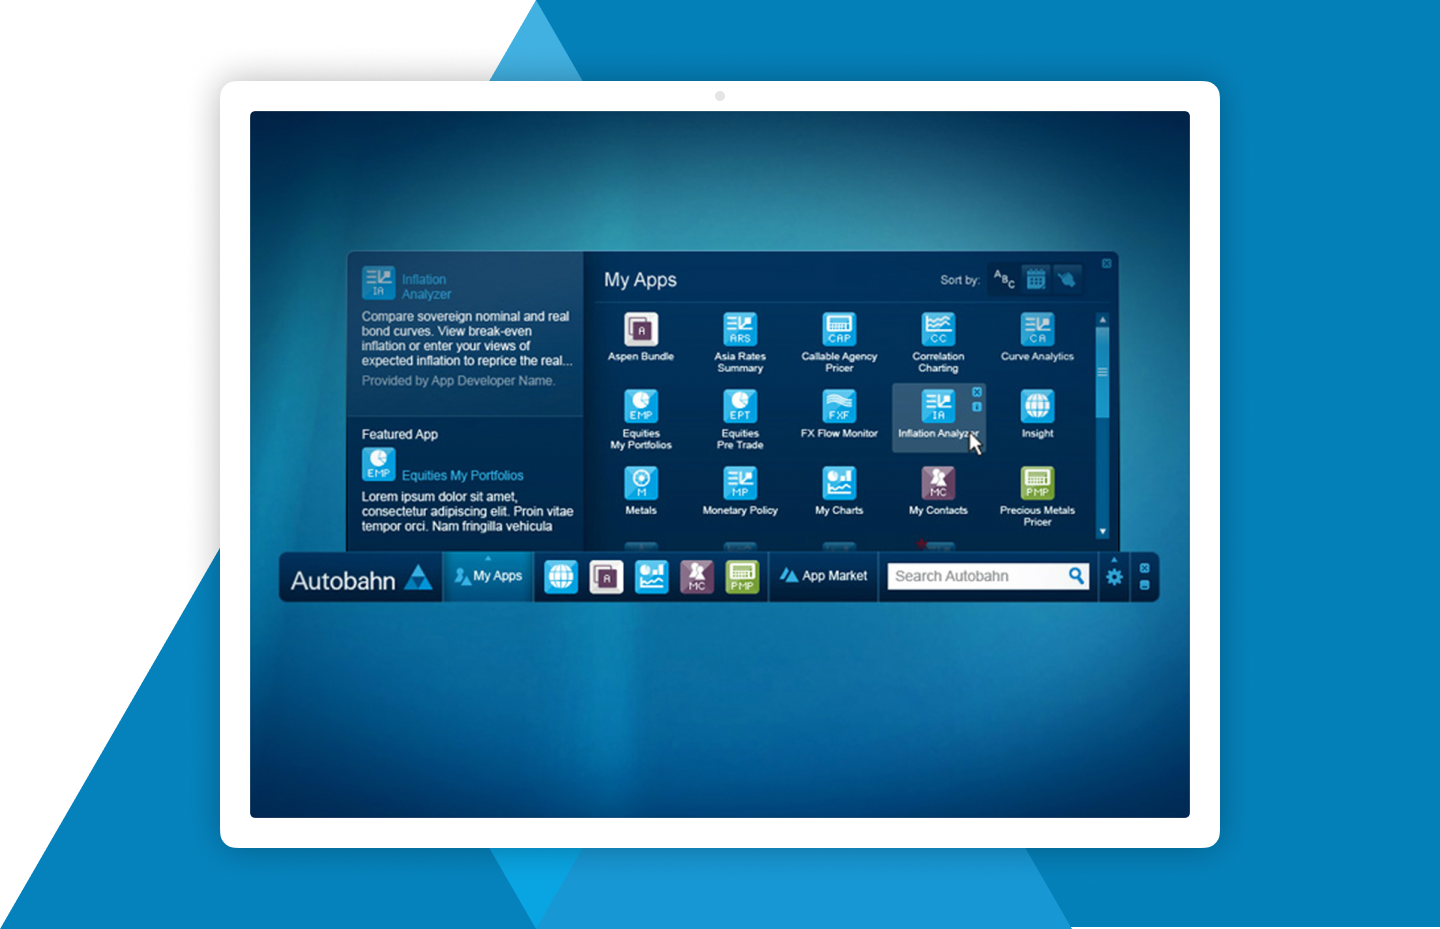 IA
Inflation
Analyzer
Compare sovereign nominal and real
bond curves. View break-even
inflation or enter your views of
expected inflation to reprice the real...
Provided by App Developer Name.
Featured App
EMP
Equities My Portfolios
Lorem ipsum dolor sit amet,
consectetur adipiscing elit. Proin vitae
tempor orci. Nam fringilla vehicula
My Apps
Sort by:
ABC
A
ARS
CAP
CC
CA
Aspen Bundle
Asia Rates
Summary
Callable Agency
Pricer
Correlation
Charting
Curve Analytics
EMP
EPT
FXF
IA
Equities
My Portfolios
Equities
Pre Trade
FX Flow Monitor
Inflation Analyzer
Insight
M
MP
MC
PMP
Metals
Monetary Policy
My Charts
My Contacts
Precious Metals
Pricer
Autobahn
My Apps
A
MC
PMP
App Market
Search Autobahn